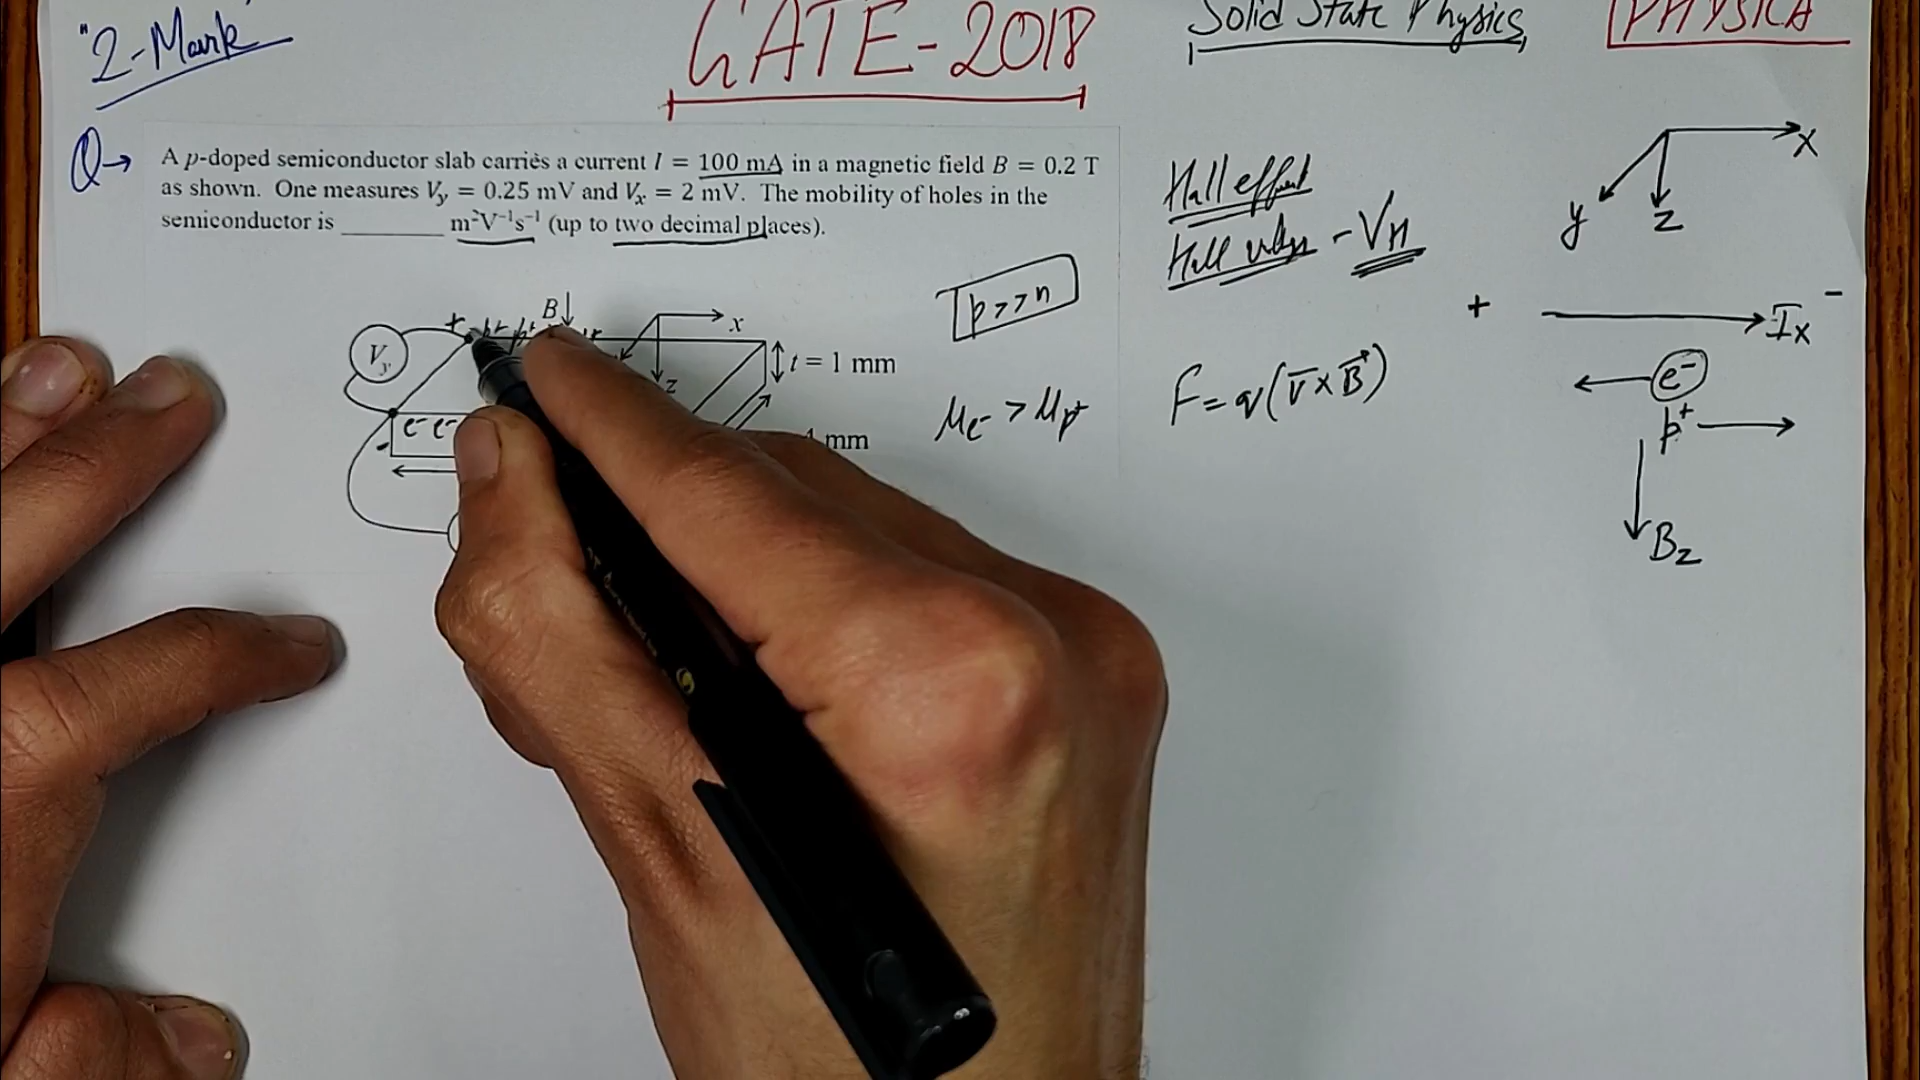 "2-Mark"
GATE-2018
Solid State Physics
PHYSICA
Q→ A p-doped semiconductor slab carries a current I = 100 mA in a magnetic field B = 0.2 T
as shown. One measures Vy = 0.25 mV and Vx = 2 mV. The mobility of holes in the
semiconductor is ________ m²V⁻¹s⁻¹ (up to two decimal places).
B↓
+ p+ p+
x
Vy
t = 1 mm
z
e⁻ e⁻
-
mm
p>>n
μe⁻ > μp+
Hall effect
Hall - VH
F = q(v̄×B⃗)
x
y
z
+ → Ix -
e⁻
p+ →
Bz